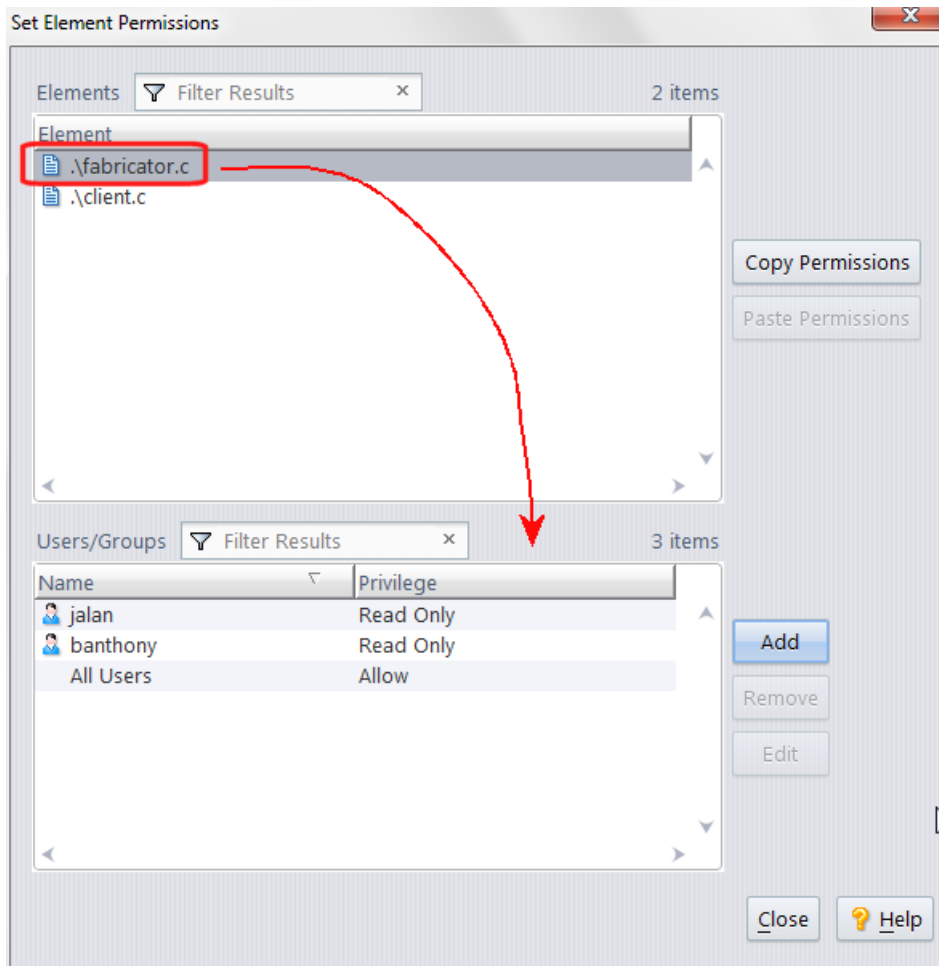 Set Element Permissions
Elements Filter Results 2 items
Element
.\fabricator.c
.\client.c
Copy Permissions
Paste Permissions
Users/Groups Filter Results 3 items
Name Privilege
jalan Read Only
banthony Read Only
All Users Allow
Add
Remove
Edit
Close Help